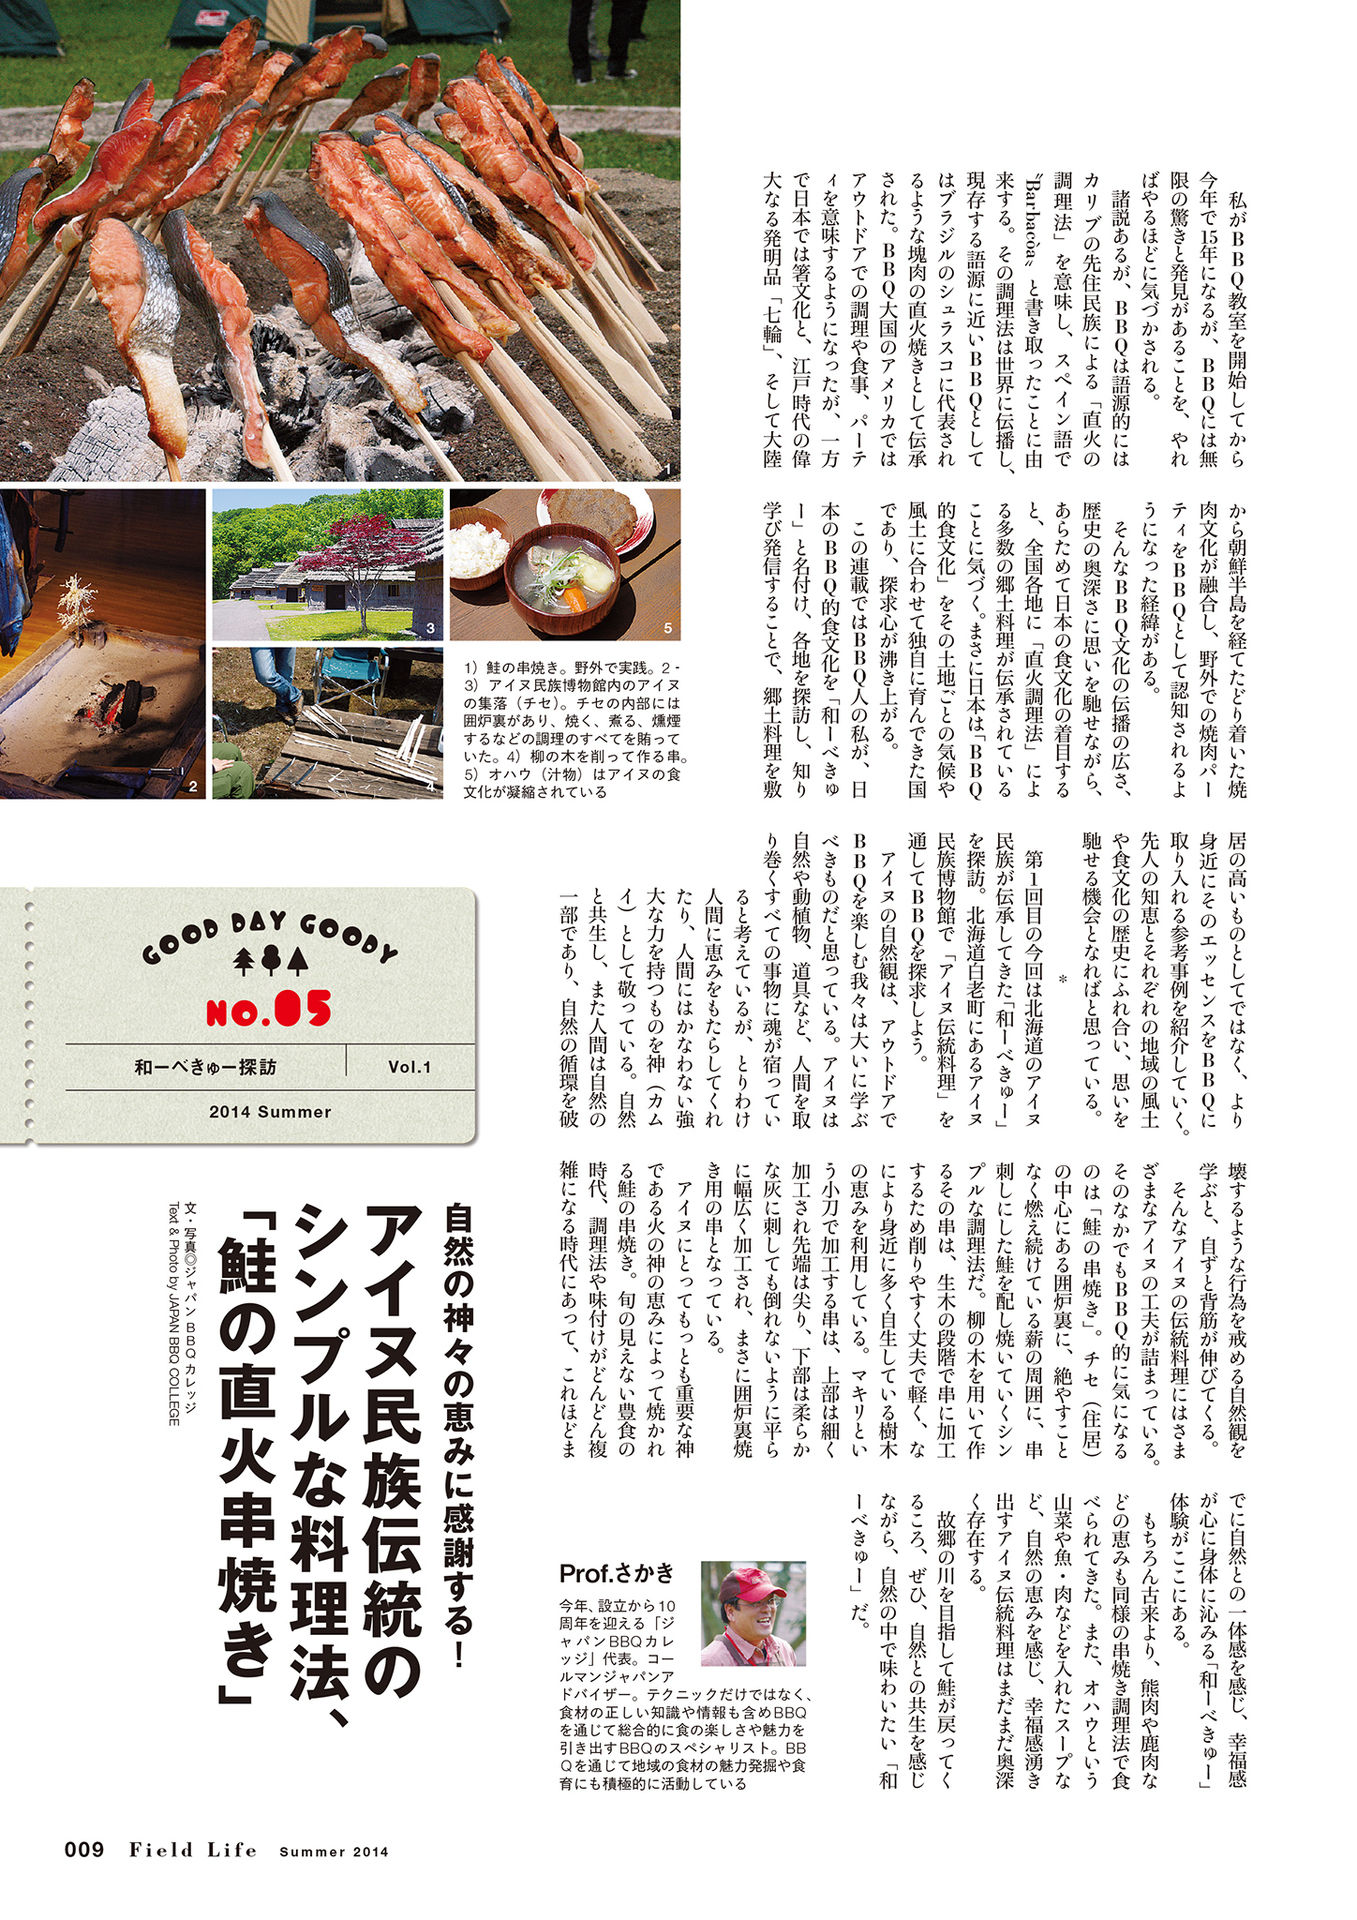 自然の神々の恵みに感謝する！
アイヌ民族伝統の
シンプルな料理法、
「鮭の直火串焼き」
文・写真◎ジャパンBBQカレッジ
Text & Photo by JAPAN BBQ COLLEGE
私がBBQ教室を開始してから
今年で15年になるが、BBQには無
限の驚きと発見があることを、やれ
ばやるほどに気づかされる。
諸説あるが、BBQは語源的には
カリブの先住民族による「直火の
調理法」を意味し、スペイン語で
〝Barbacòa〟と書き取ったことに由
来する。その調理法は世界に伝播し、
現存する語源に近いBBQとして
はブラジルのシュラスコに代表され
るような塊肉の直火焼きとして伝承
された。BBQ大国のアメリカでは
アウトドアでの調理や食事、パーテ
ィを意味するようになったが、一方
で日本では箸文化と、江戸時代の偉
大なる発明品「七輪」、そして大陸
から朝鮮半島を経てたどり着いた焼
肉文化が融合し、野外での焼肉パー
ティをBBQとして認知されるよ
うになった経緯がある。
そんなBBQ文化の伝播の広さ、
歴史の奥深さに思いを馳せながら、
あらためて日本の食文化の着目する
と、全国各地に「直火調理法」によ
る多数の郷土料理が伝承されている
ことに気づく。まさに日本は「BBQ
的食文化」をその土地ごとの気候や
風土に合わせて独自に育んできた国
であり、探求心が沸き上がる。
この連載ではBBQ人の私が、日
本のBBQ的食文化を「和ーべきゅ
ー」と名付け、各地を探訪し、知り
学び発信することで、郷土料理を敷
居の高いものとしてではなく、より
身近にそのエッセンスをBBQに
取り入れる参考事例を紹介していく。
先人の知恵とそれぞれの地域の風土
や食文化の歴史にふれ合い、思いを
馳せる機会となればと思っている。
＊
第1回目の今回は北海道のアイヌ
民族が伝承してきた「和ーべきゅー」
を探訪。北海道白老町にあるアイヌ
民族博物館で「アイヌ伝統料理」を
通してBBQを探求しよう。
アイヌの自然観は、アウトドアで
BBQを楽しむ我々は大いに学ぶ
べきものだと思っている。アイヌは
自然や動植物、道具など、人間を取
り巻くすべての事物に魂が宿ってい
ると考えているが、とりわけ
人間に恵みをもたらしてくれ
たり、人間にはかなわない強
大な力を持つものを神（カム
イ）として敬っている。自然
と共生し、また人間は自然の
一部であり、自然の循環を破
壊するような行為を戒める自然観を
学ぶと、自ずと背筋が伸びてくる。
そんなアイヌの伝統料理にはさま
ざまなアイヌの工夫が詰まっている。
そのなかでもBBQ的に気になる
のは「鮭の串焼き」。チセ（住居）
の中心にある囲炉裏に、絶やすこと
なく燃え続けている薪の周囲に、串
刺しにした鮭を配し焼いていくシン
プルな調理法だ。柳の木を用いて作
るその串は、生木の段階で串に加工
するため削りやすく丈夫で軽く、な
により身近に多く自生している樹木
の恵みを利用している。マキリとい
う小刀で加工する串は、上部は細く
加工され先端は尖り、下部は柔らか
な灰に刺しても倒れないように平ら
に幅広く加工され、まさに囲炉裏焼
き用の串となっている。
アイヌにとってもっとも重要な神
である火の神の恵みによって焼かれ
る鮭の串焼き。旬の見えない豊食の
時代、調理法や味付けがどんどん複
雑になる時代にあって、これほどま
でに自然との一体感を感じ、幸福感
が心に身体に沁みる「和ーべきゅー」
体験がここにある。
もちろん古来より、熊肉や鹿肉な
どの恵みも同様の串焼き調理法で食
べられてきた。また、オハウという
山菜や魚・肉などを入れたスープな
ど、自然の恵みを感じ、幸福感湧き
出すアイヌ伝統料理はまだまだ奥深
く存在する。
故郷の川を目指して鮭が戻ってく
るころ、ぜひ、自然との共生を感じ
ながら、自然の中で味わいたい「和
ーべきゅー」だ。
1
2
3
4
5
1）鮭の串焼き。野外で実践。2‐
3）アイヌ民族博物館内のアイヌ
の集落（チセ）。チセの内部には
囲炉裏があり、焼く、煮る、燻煙
するなどの調理のすべてを賄って
いた。4）柳の木を削って作る串。
5）オハウ（汁物）はアイヌの食
文化が凝縮されている
GOOD DAY GOODY
NO.05
和ーべきゅー探訪
Vol.1
2014 Summer
Prof.さかき
今年、設立から10
周年を迎える「ジ
ャパンBBQカレ
ッジ」代表。コー
ルマンジャパンア
ドバイザー。テクニックだけではなく、
食材の正しい知識や情報も含めBBQ
を通じて総合的に食の楽しさや魅力を
引き出すBBQのスペシャリスト。BB
Qを通じて地域の食材の魅力発掘や食
育にも積極的に活動している
009 Field Life Summer 2014